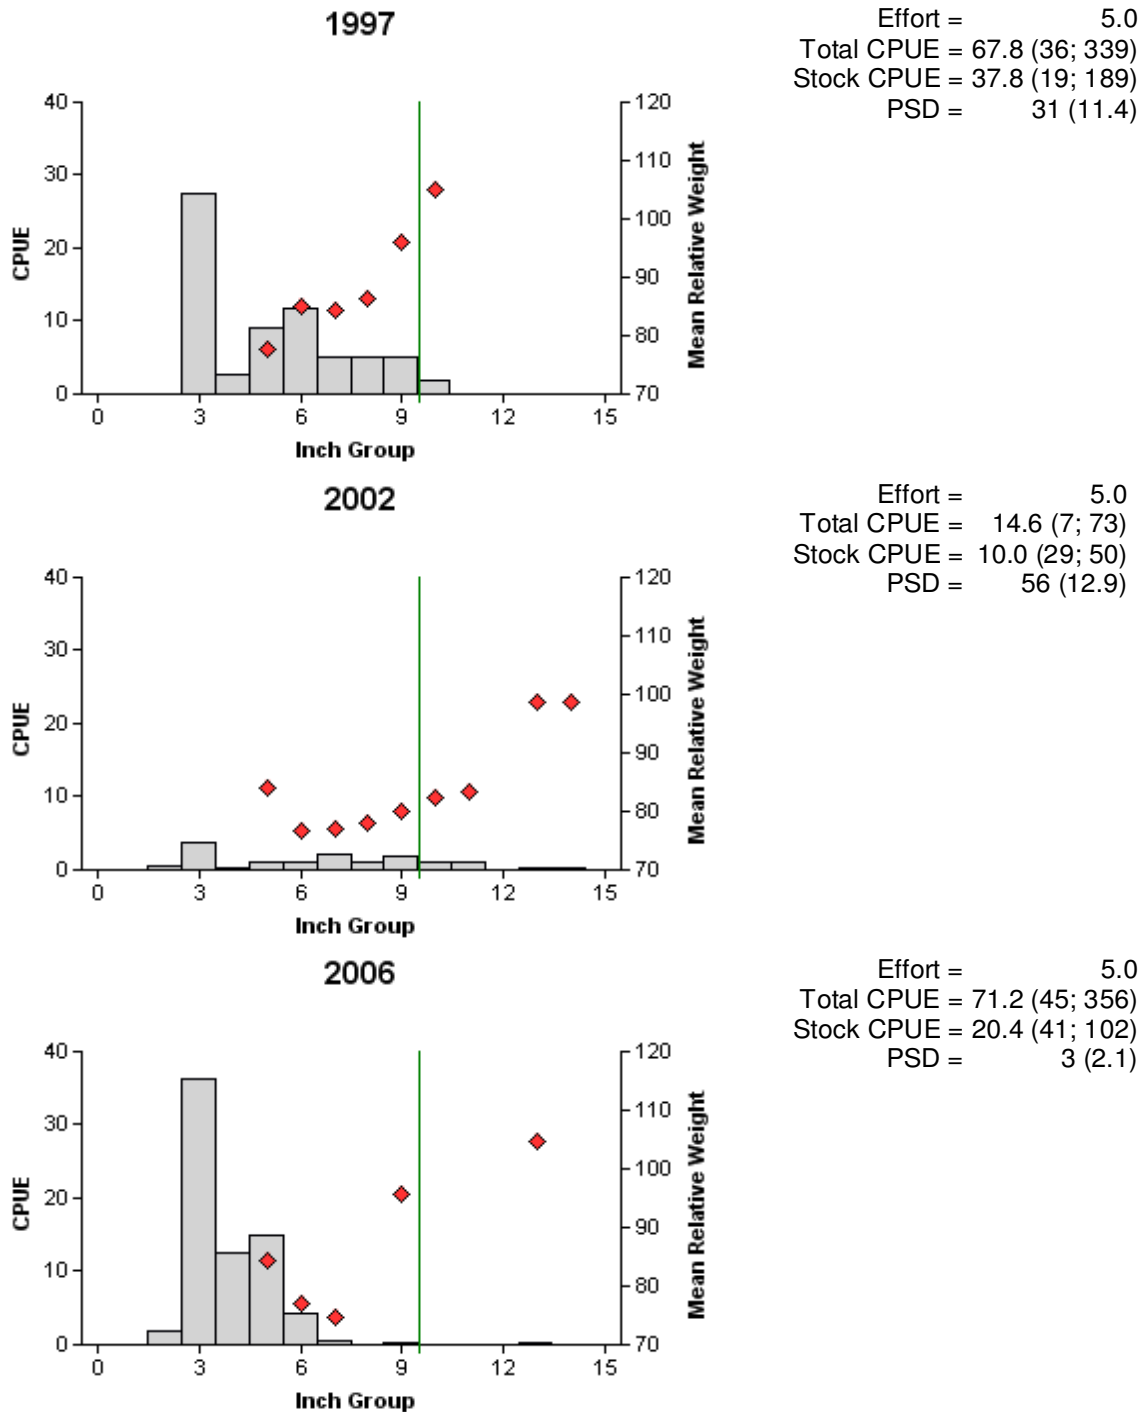 1997
Effort = 5.0
Total CPUE = 67.8 (36; 339)
Stock CPUE = 37.8 (19; 189)
PSD = 31 (11.4)
40 120
30 110
100
20 90
10 80
0 70
CPUE
Mean Relative Weight
0 3 6 9 12 15
Inch Group
2002
Effort = 5.0
Total CPUE = 14.6 (7; 73)
Stock CPUE = 10.0 (29; 50)
PSD = 56 (12.9)
40 120
30 110
100
20 90
10 80
0 70
CPUE
Mean Relative Weight
0 3 6 9 12 15
Inch Group
2006
Effort = 5.0
Total CPUE = 71.2 (45; 356)
Stock CPUE = 20.4 (41; 102)
PSD = 3 (2.1)
40 120
30 110
100
20 90
10 80
0 70
CPUE
Mean Relative Weight
0 3 6 9 12 15
Inch Group